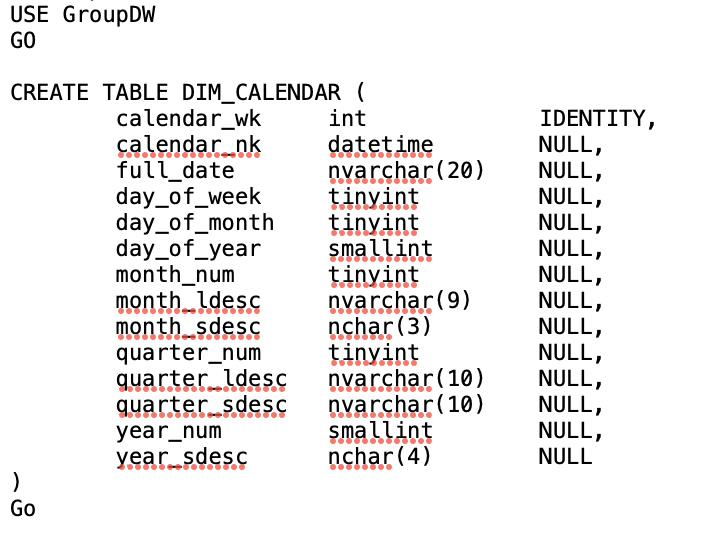 USE GroupDW
GO
CREATE TABLE DIM_CALENDAR (
calendar_wk int IDENTITY,
calendar_nk datetime NULL,
full_date nvarchar(20) NULL,
day_of_week tinyint NULL,
day_of_month tinyint NULL,
day_of_year smallint NULL,
month_num tinyint NULL,
month_ldesc nvarchar(9) NULL,
month_sdesc nchar(3) NULL,
quarter_num tinyint NULL,
quarter_ldesc nvarchar(10) NULL,
quarter_sdesc nvarchar(10) NULL,
year_num smallint NULL,
year_sdesc nchar(4) NULL
)
Go